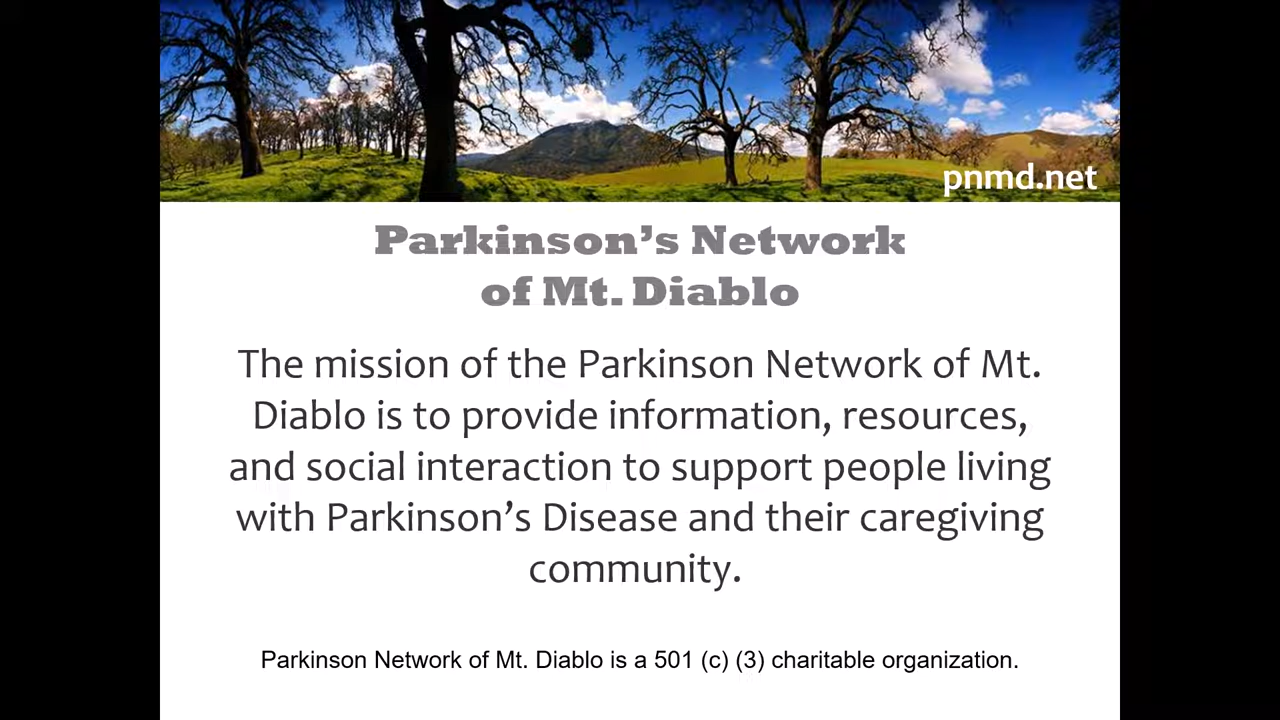 pnmd.net
Parkinson’s Network
of Mt. Diablo
The mission of the Parkinson Network of Mt.
Diablo is to provide information, resources,
and social interaction to support people living
with Parkinson’s Disease and their caregiving
community.
Parkinson Network of Mt. Diablo is a 501 (c) (3) charitable organization.